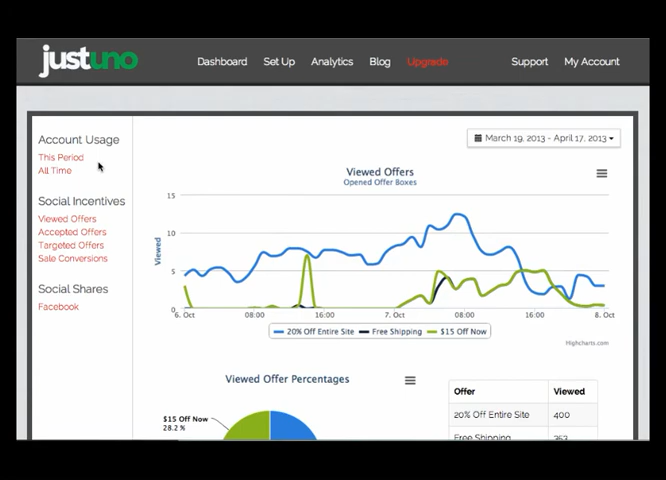 justuno
Dashboard Set Up Analytics Blog Upgrade Support My Account
Account Usage
This Period
All Time
Social Incentives
Viewed Offers
Accepted Offers
Targeted Offers
Sale Conversions
Social Shares
Facebook
March 19, 2013 - April 17, 2013
Viewed Offers
Opened Offer Boxes
Viewed
15
10
5
0
6. Oct 08:00 16:00 7. Oct 08:00 16:00 8. Oct
20% Off Entire Site Free Shipping $15 Off Now
Highcharts.com
Viewed Offer Percentages
$15 Off Now
28.2 %
Offer Viewed
20% Off Entire Site 400
Free Shipping 353